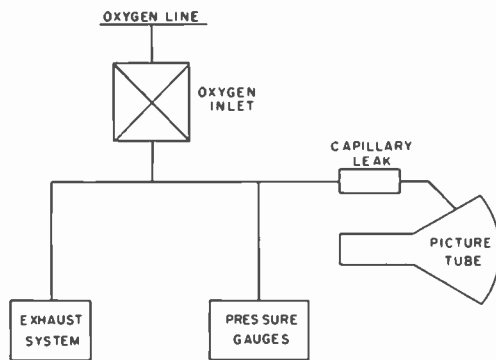 OXYGEN LINE
OXYGEN
INLET
CAPILLARY
LEAK
PICTURE
TUBE
EXHAUST
SYSTEM
PRESSURE
GAUGES